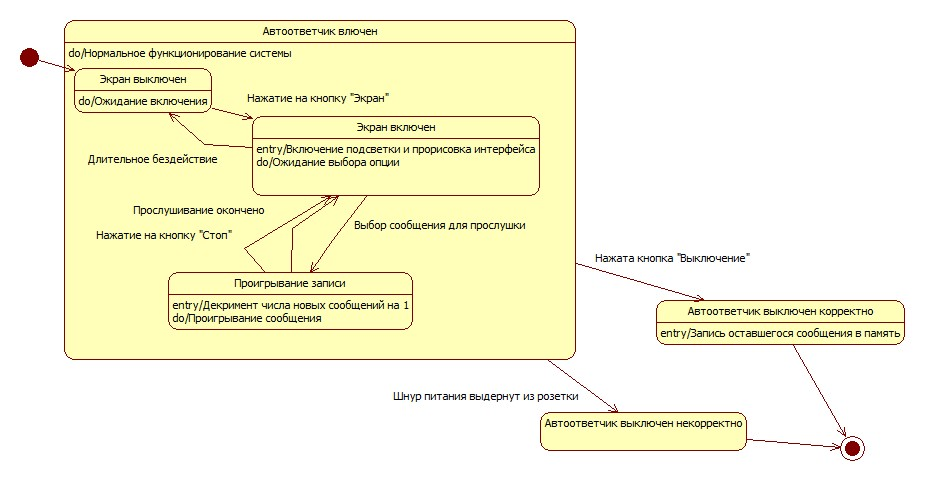 Автоответчик влючен
do/Нормальное функционирование системы
Экран выключен
do/Ожидание включения
Нажатие на кнопку "Экран"
Экран включен
entry/Включение подсветки и прорисовка интерфейса
do/Ожидание выбора опции
Длительное бездействие
Прослушивание окончено
Нажатие на кнопку "Стоп"
Выбор сообщения для прослушки
Проигрывание записи
entry/Декримент числа новых сообщений на 1
do/Проигрывание сообщения
Нажата кнопка "Выключение"
Автоответчик выключен корректно
entry/Запись оставшегося сообщения в память
Шнур питания выдернут из розетки
Автоответчик выключен некорректно